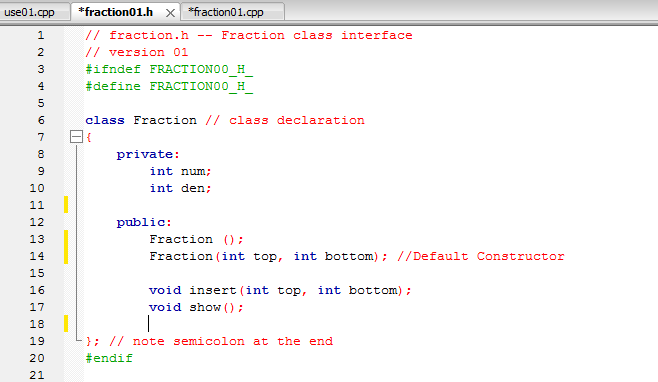 use01.cpp *fraction01.h *fraction01.cpp
1 // fraction.h -- Fraction class interface
2 // version 01
3 #ifndef FRACTION00_H_
4 #define FRACTION00_H_
5
6 class Fraction // class declaration
7 {
8 private:
9 int num;
10 int den;
11
12 public:
13 Fraction ();
14 Fraction(int top, int bottom); //Default Constructor
15
16 void insert(int top, int bottom);
17 void show();
18
19 }; // note semicolon at the end
20 #endif
21